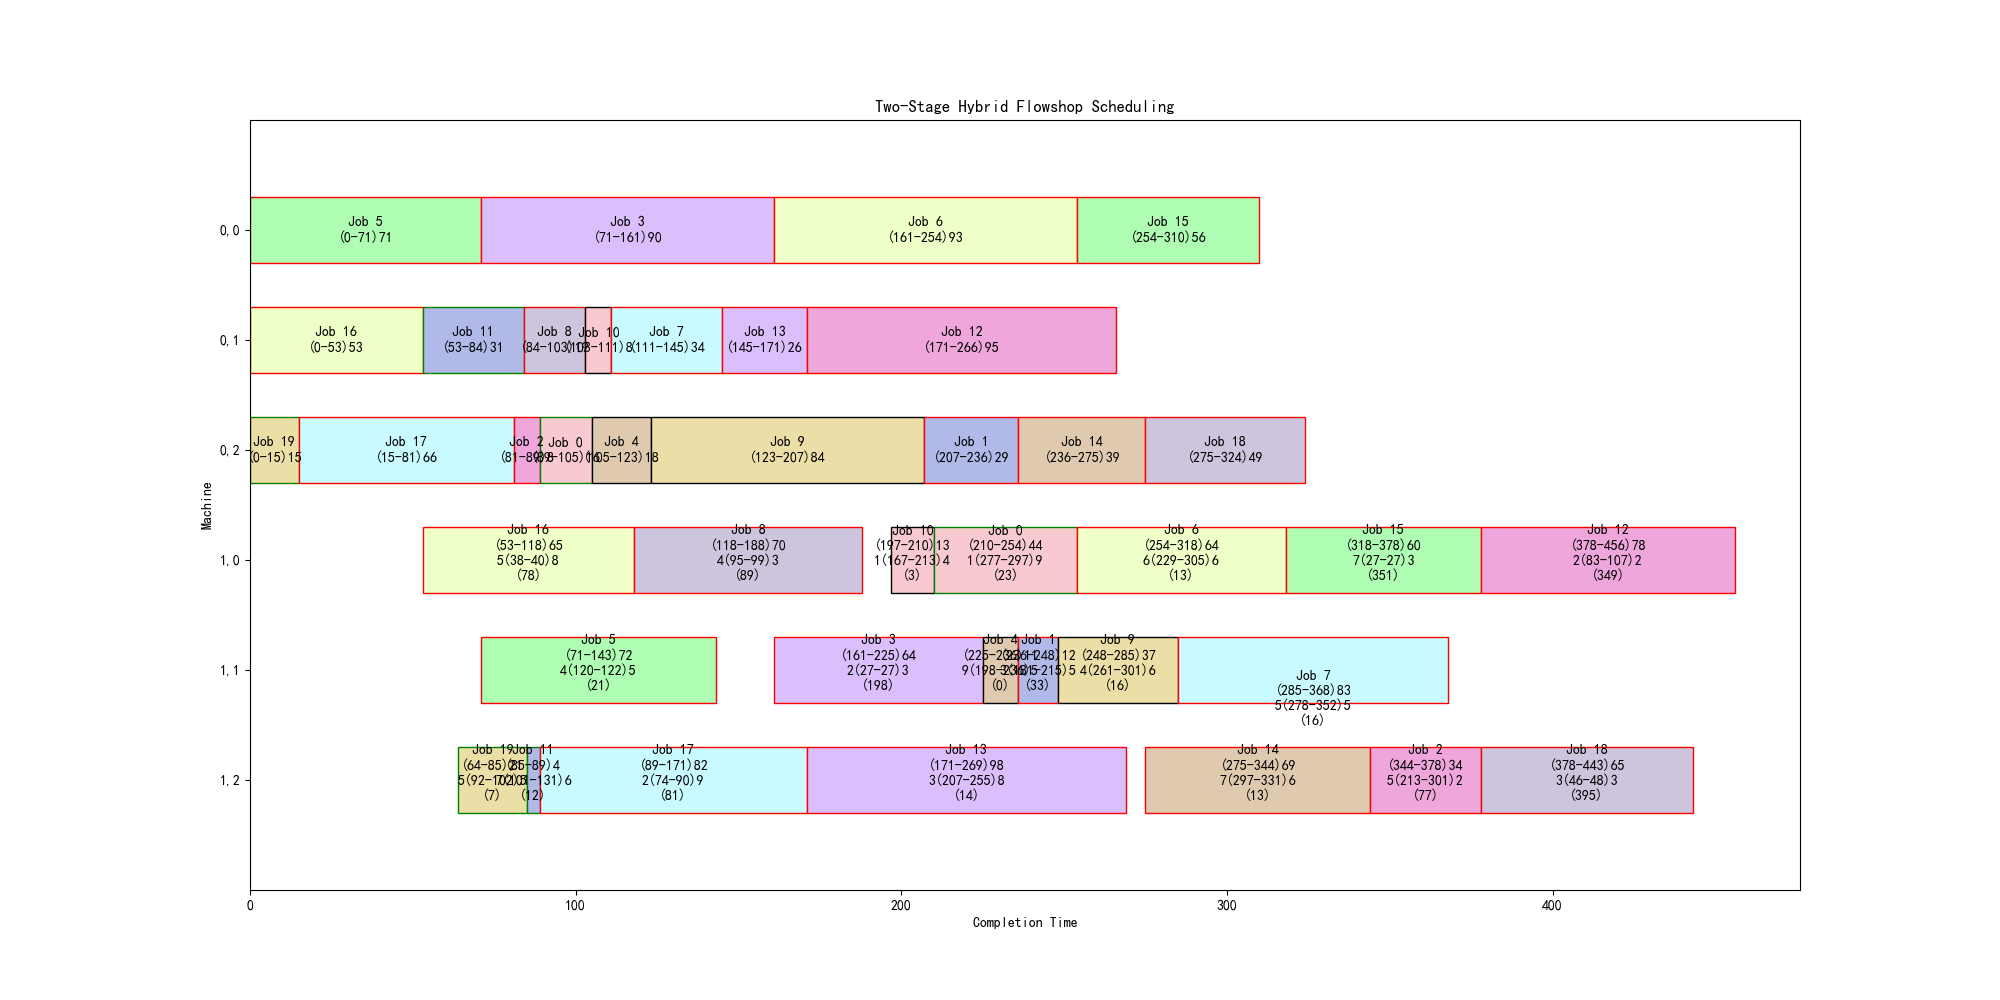 Two-Stage Hybrid Flowshop Scheduling
Machine
0,0
Job 5
(0-71)71
Job 3
(71-161)90
Job 6
(161-254)93
Job 15
(254-310)56
0,1
Job 16
(0-53)53
Job 11
(53-84)31
Job 8
(84-103)19
Job 10
(103-111)8
Job 7
(111-145)34
Job 13
(145-171)26
Job 12
(171-266)95
0,2
Job 19
(0-15)15
Job 17
(15-81)66
Job 2
(81-89)8
Job 0
(89-105)16
Job 4
(105-123)18
Job 9
(123-207)84
Job 1
(207-236)29
Job 14
(236-275)39
Job 18
(275-324)49
1,0
Job 16
(53-118)65
5(38-40)8
(78)
Job 8
(118-188)70
4(95-99)3
(89)
Job 10
(197-210)13
1(167-213)4
(3)
Job 0
(210-254)44
1(277-297)9
(23)
Job 6
(254-318)64
6(229-305)6
(13)
Job 15
(318-378)60
7(27-27)3
(351)
Job 12
(378-456)78
2(83-107)2
(349)
1,1
Job 5
(71-143)72
4(120-122)5
(21)
Job 3
(161-225)64
2(27-27)3
(198)
Job 4
(225-236)11
(0)
Job 1
(236-248)12
(33)
Job 9
(248-285)37
4(261-301)6
(16)
Job 7
(285-368)83
5(278-352)5
(16)
1,2
Job 19
(64-85)21
(7)
Job 11
(85-89)4
(12)
Job 17
(89-171)82
2(74-90)9
(81)
Job 13
(171-269)98
3(207-255)8
(14)
Job 14
(275-344)69
7(297-331)6
(13)
Job 2
(344-378)34
5(213-301)2
(77)
Job 18
(378-443)65
3(46-48)3
(395)
0
100
200
300
400
Completion Time